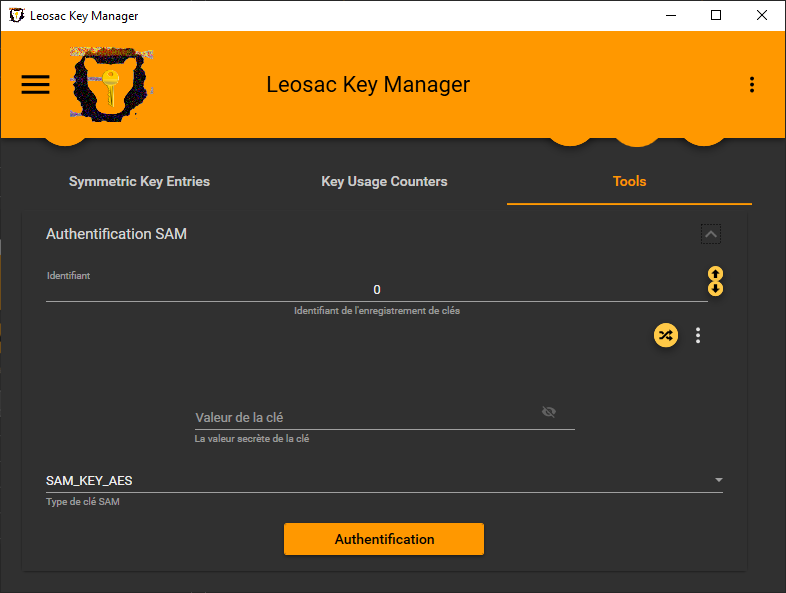 Leosac Key Manager
Leosac Key Manager
Symmetric Key Entries
Key Usage Counters
Tools
Authentification SAM
Identifiant
0
Identifiant de l'enregistrement de clés
Valeur de la clé
La valeur secrète de la clé
SAM_KEY_AES
Type de clé SAM
Authentification